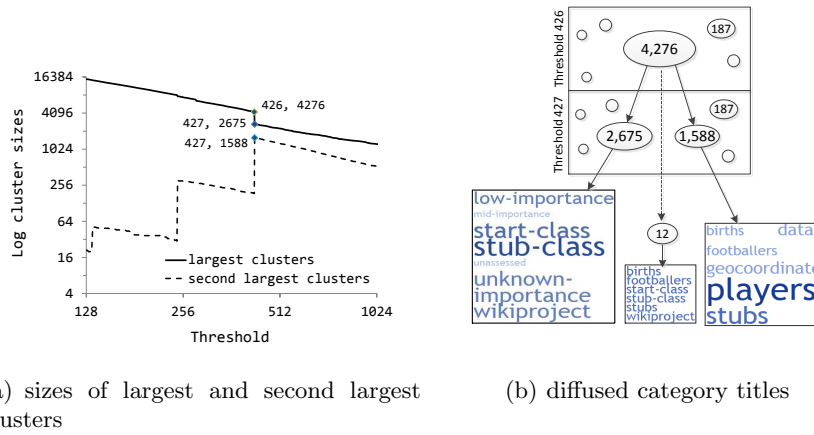 16384
4096
1024
256
64
16
4
128
256
512
1024
Log cluster sizes
Threshold
426, 4276
427, 2675
427, 1588
largest clusters
second largest clusters
Threshold 426
Threshold 427
4,276
187
2,675
1,588
187
12
low-importance
mid-importance
start-class
stub-class
unassessed
unknown-
importance
wikiproject
births
footballers
start-class
stub-class
stubs
wikiproject
births data
footballers
geocoordinate
players
stubs
) sizes of largest and second largest
usters
(b) diffused category titles